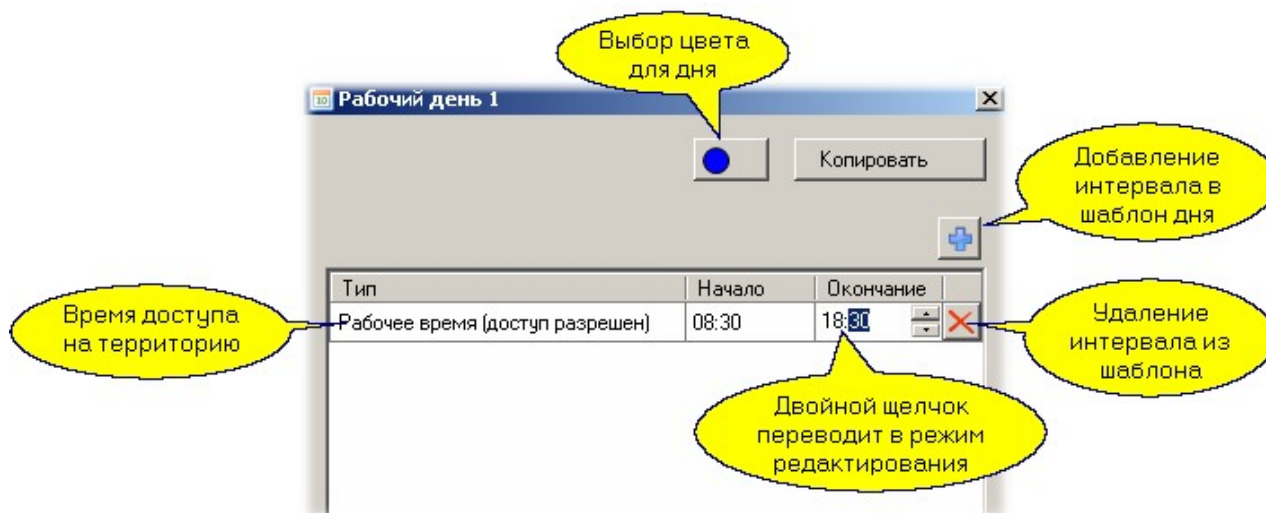 Выбор цвета
для дня
Рабочий день 1
Копировать
Добавление
интервала в
шаблон дня
Тип Начало Окончание
Рабочее время (доступ разрешен) 08:30 18:30
Время доступа
на территорию
Удаление
интервала из
шаблона
Двойной щелчок
переводит в режим
редактирования